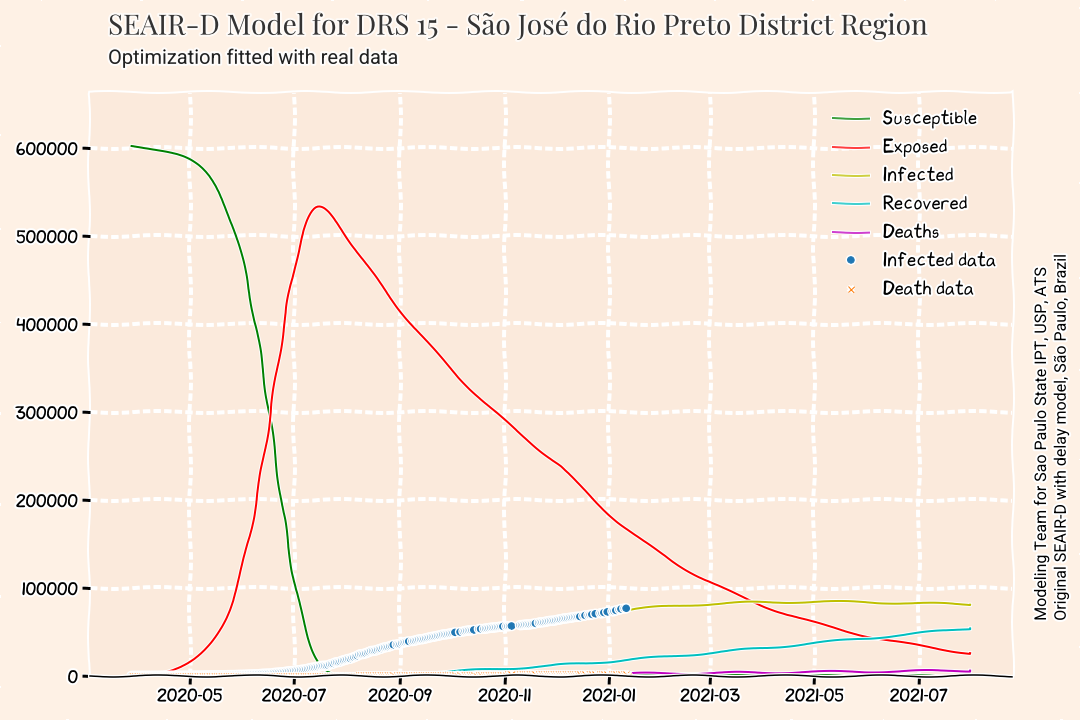 SEAIR-D Model for DRS 15 - São José do Rio Preto District Region
Optimization fitted with real data
Susceptible
Exposed
Infected
Recovered
Deaths
Infected data
Death data
600000
500000
400000
300000
200000
100000
0
2020-05
2020-07
2020-09
2020-11
2021-01
2021-03
2021-05
2021-07
Modeling Team for Sao Paulo State IPT, USP, ATS
Original SEAIR-D with delay model, São Paulo, Brazil